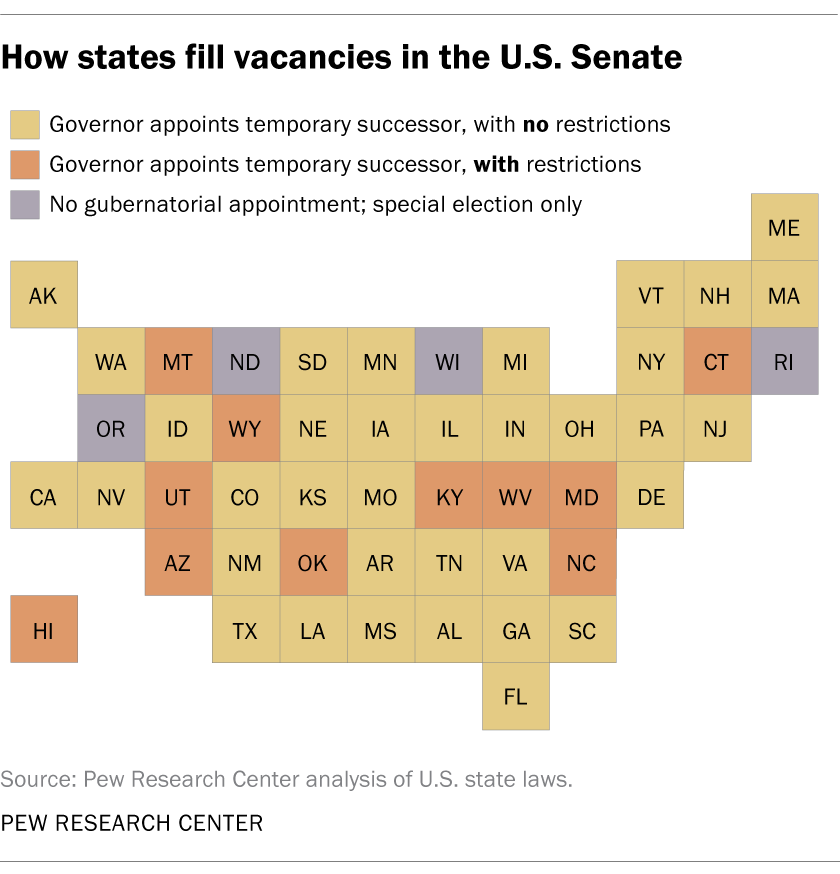 How states fill vacancies in the U.S. Senate
Governor appoints temporary successor, with no restrictions
Governor appoints temporary successor, with restrictions
No gubernatorial appointment; special election only
ME
AK VT NH MA
WA MT ND SD MN WI MI NY CT RI
OR ID WY NE IA IL IN OH PA NJ
CA NV UT CO KS MO KY WV MD DE
AZ NM OK AR TN VA NC
HI TX LA MS AL GA SC
FL
Source: Pew Research Center analysis of U.S. state laws.
PEW RESEARCH CENTER